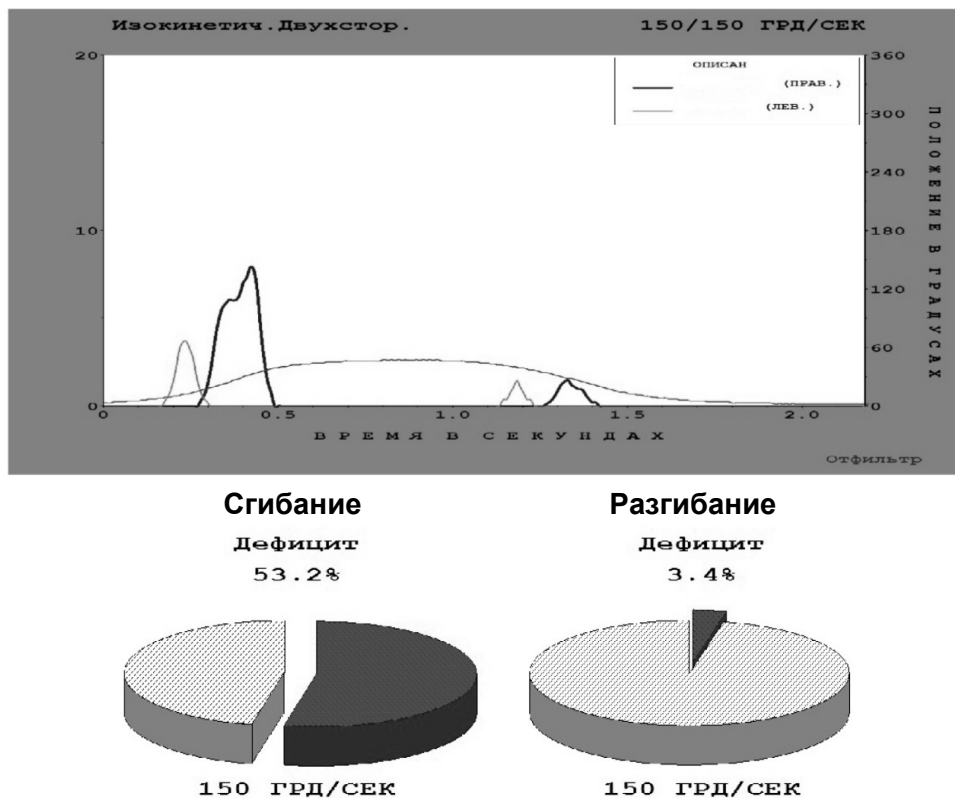 Изокинетич.Двухстор. 150/150 ГРД/СЕК
20 360
ОПИСАН
(ПРАВ.)
(ЛЕВ.)
300
240
10 180
120
60
0 0
0 0.5 1.0 1.5 2.0
ВРЕМЯ В СЕКУНДАХ
ПОЛОЖЕНИЕ В ГРАДУСАХ
Отфильтр
Сгибание Разгибание
Дефицит Дефицит
53.2% 3.4%
150 ГРД/СЕК 150 ГРД/СЕК